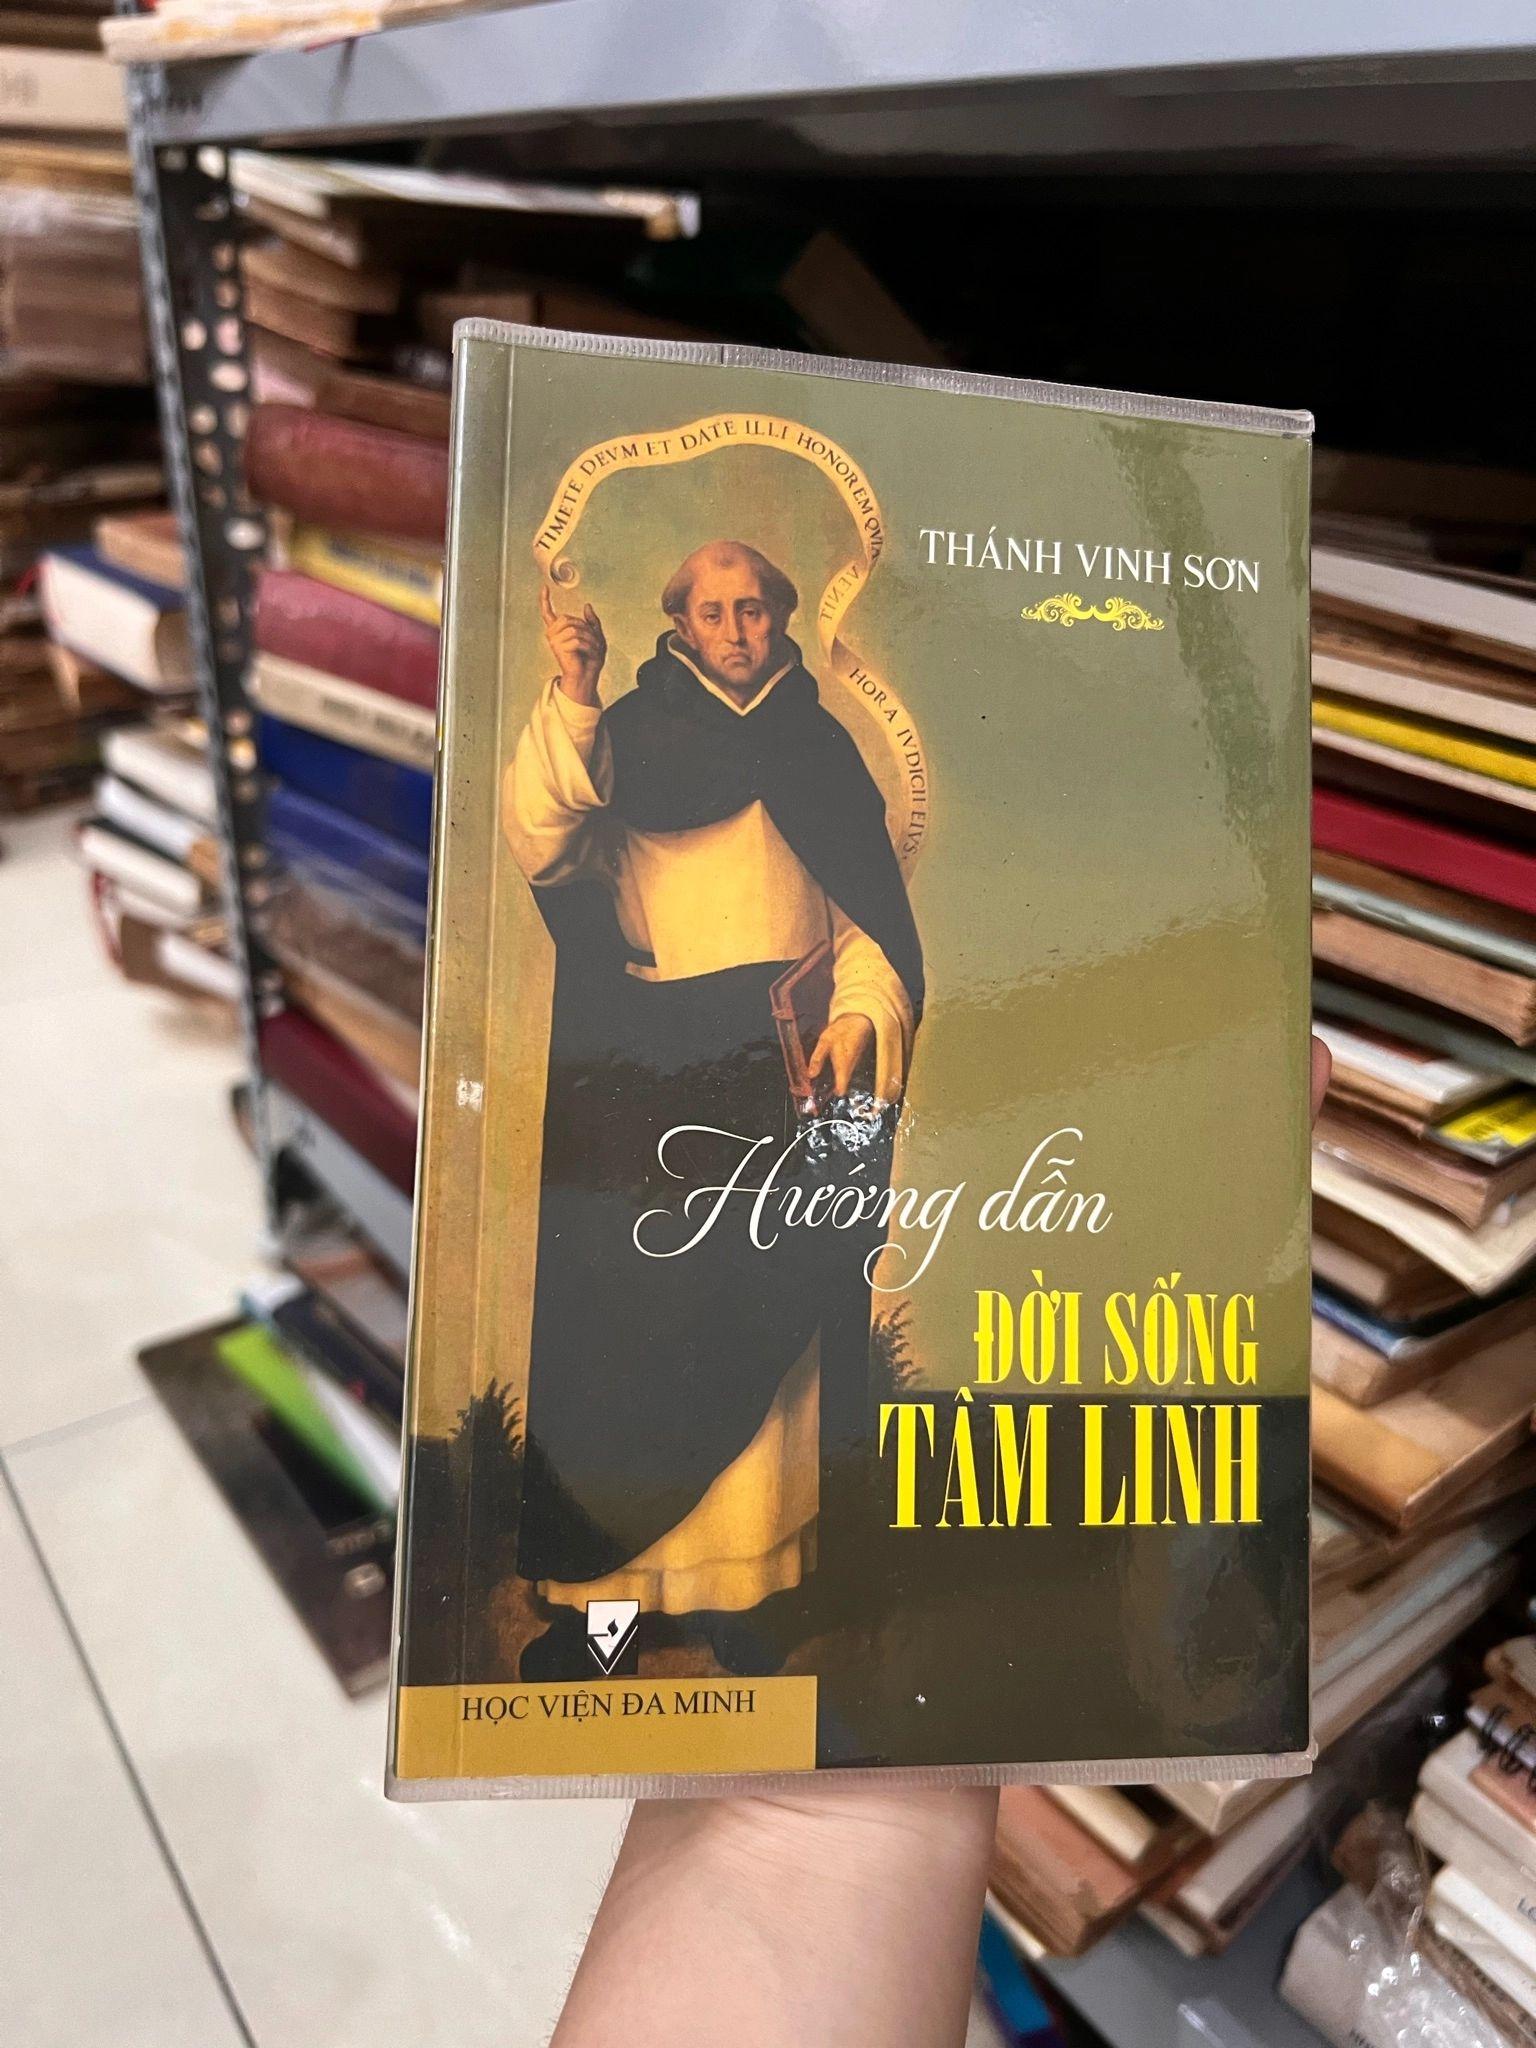 TIMETE DEVM ET DATE ILLI HONOREM QVIA VENIT
HORA IVDICII EIVS,
THÁNH VINH SƠN
Hướng dẫn
ĐỜI SỐNG
TÂM LINH
HỌC VIỆN ĐA MINH